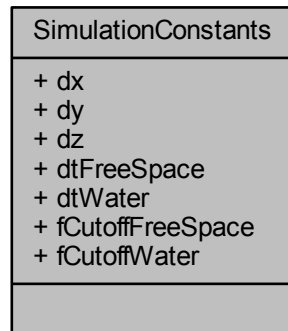 SimulationConstants
+ dx
+ dy
+ dz
+ dtFreeSpace
+ dtWater
+ fCutoffFreeSpace
+ fCutoffWater